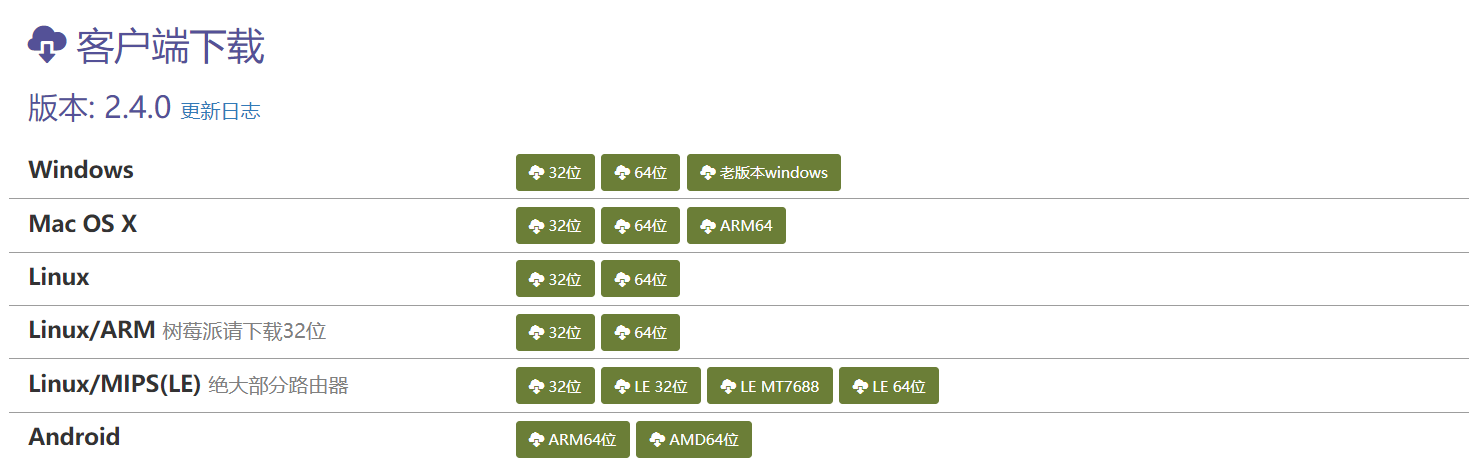 客户端下载
版本: 2.4.0 更新日志
Windows 32位 64位 老版本windows
Mac OS X 32位 64位 ARM64
Linux 32位 64位
Linux/ARM 树莓派请下载32位 32位 64位
Linux/MIPS(LE) 绝大部分路由器 32位 LE 32位 LE MT7688 LE 64位
Android ARM64位 AMD64位